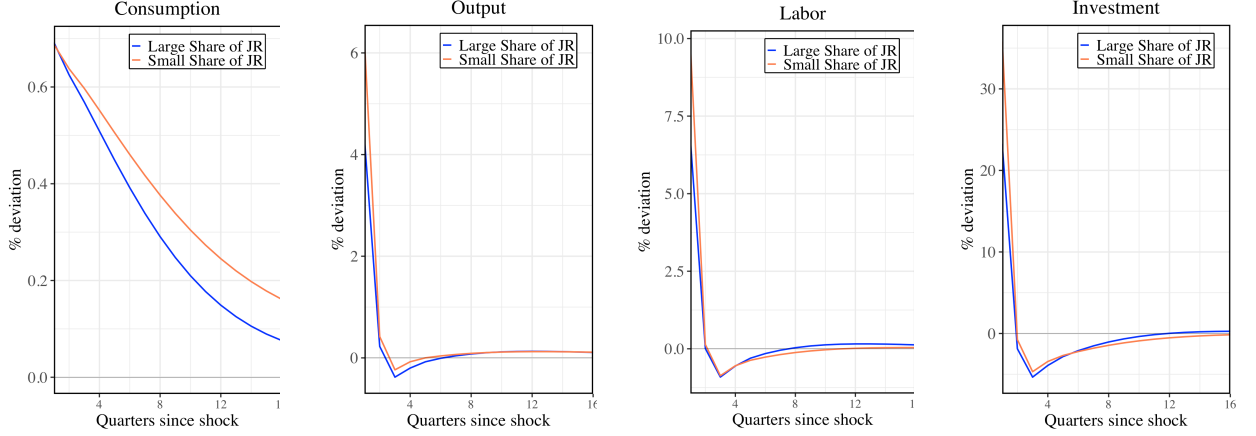 Consumption
% deviation
0.6
0.4
0.2
0.0
Large Share of JR
Small Share of JR
4
8
12
1
Quarters since shock
Output
% deviation
6
4
2
0
Large Share of JR
Small Share of JR
4
8
12
16
Quarters since shock
Labor
% deviation
10.0
7.5
5.0
2.5
0.0
Large Share of JR
Small Share of JR
4
8
12
1
Quarters since shock
Investment
% deviation
30
20
10
0
Large Share of JR
Small Share of JR
4
8
12
16
Quarters since shock